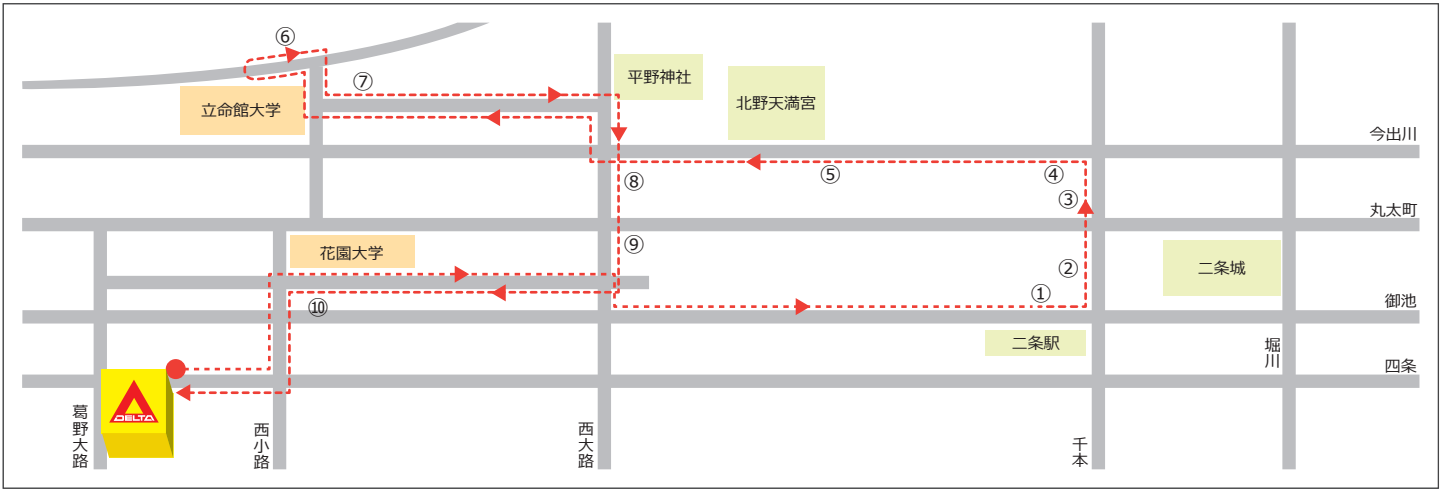 ⑥
⑦
平野神社
立命館大学
北野天満宮
今出川
⑤
④
⑧
③
丸太町
花園大学
⑨
②
二条城
①
⑩
御池
二条駅
堀川
四条
DELTA
葛野大路
西小路
西大路
千本